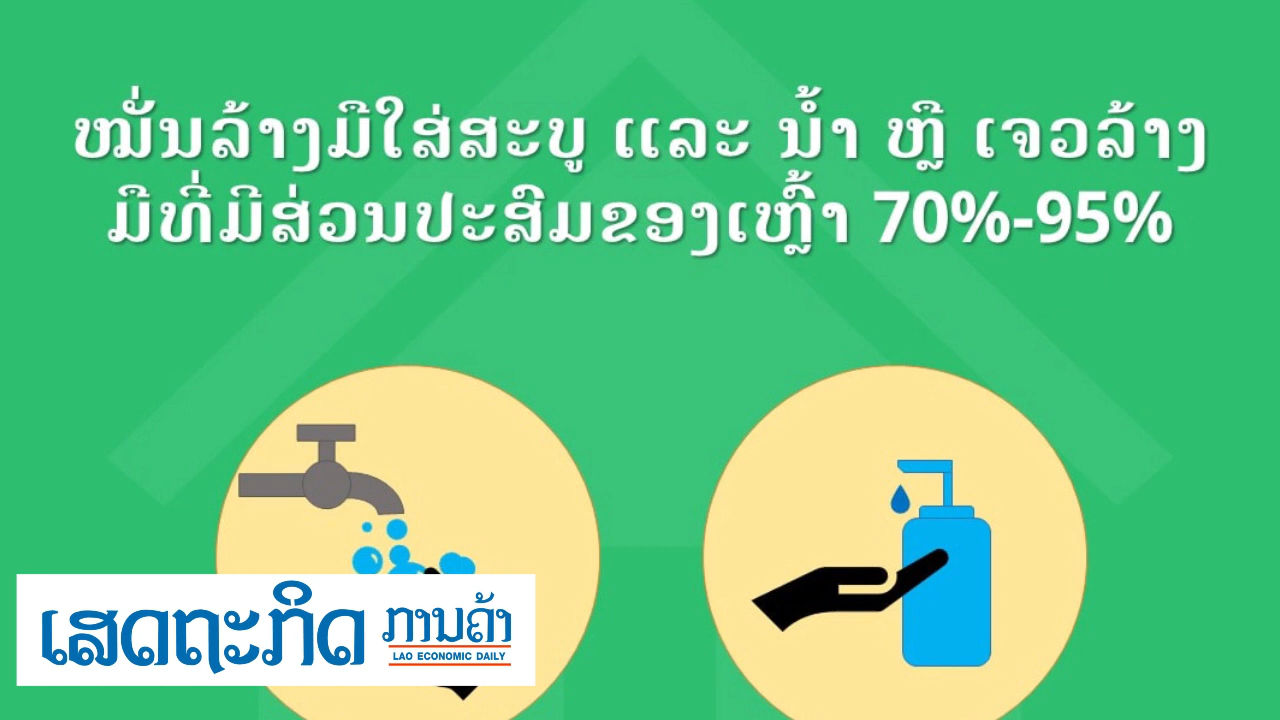 ໝັ່ນລ້າງມືໃສ່ສະບູ ແລະ ນ້ຳ ຫຼື ເຈວລ້າງ
ມືທີ່ມີສ່ວນປະສົມຂອງເຫຼົ້າ 70%-95%
ເສດຖະກິດ ການຄ້າ
LAO ECONOMIC DAILY